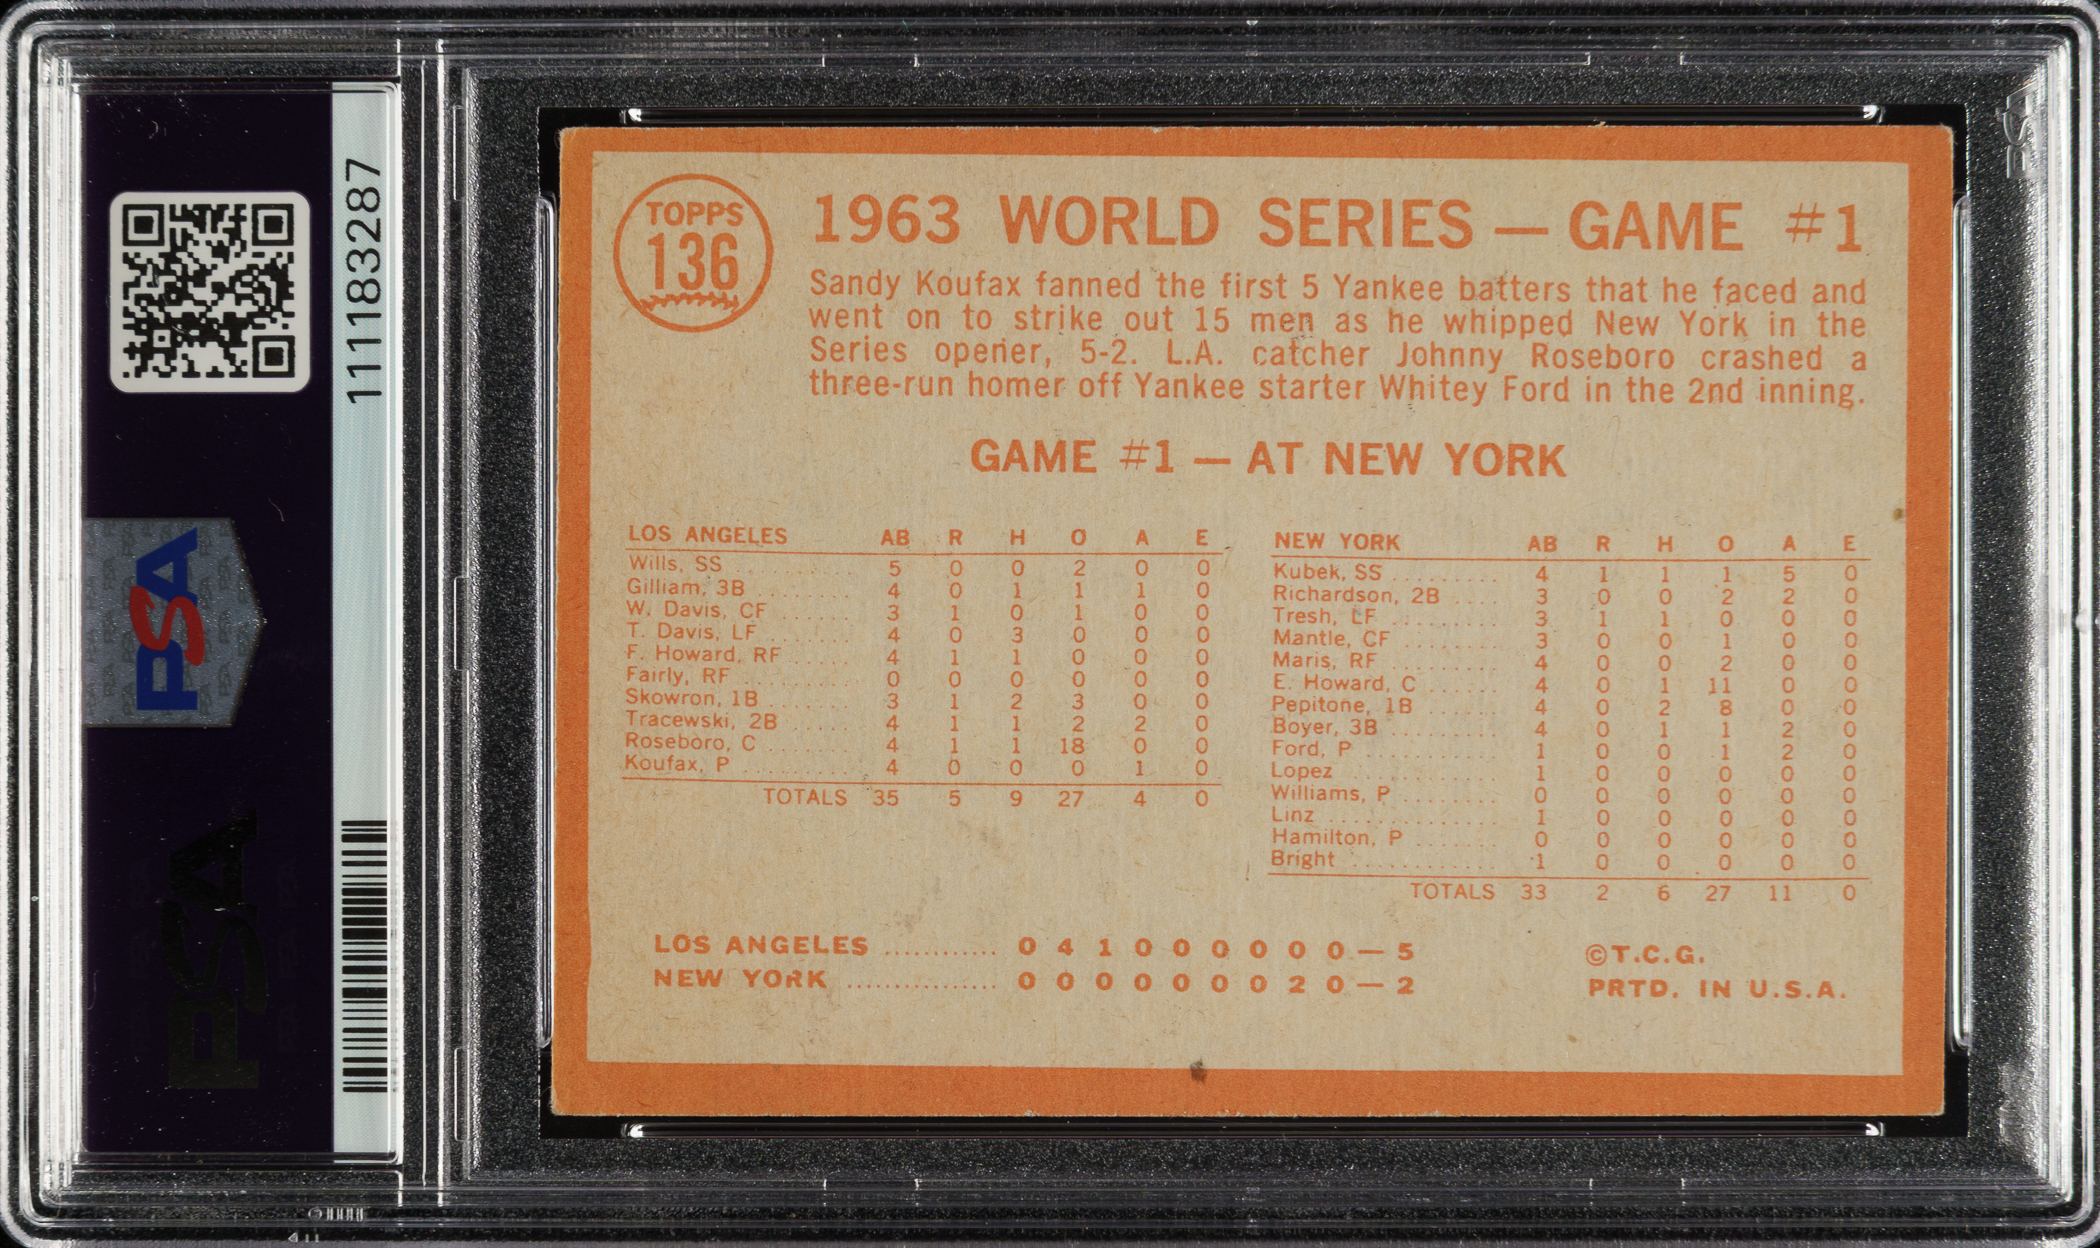 PSA
111183287
TOPPS
136
1963 WORLD SERIES — GAME #1
Sandy Koufax fanned the first 5 Yankee batters that he faced and
went on to strike out 15 men as he whipped New York in the
Series opener, 5-2. L.A. catcher Johnny Roseboro crashed a
three-run homer off Yankee starter Whitey Ford in the 2nd inning.
GAME #1 — AT NEW YORK
LOS ANGELES AB R H O A E
Wills, SS 5 0 0 2 0 0
Gilliam, 3B 4 0 1 1 1 0
W. Davis, CF 3 1 0 1 0 0
T. Davis, LF 4 0 3 0 0 0
F. Howard, RF 4 1 1 0 0 0
Fairly, RF 0 0 0 0 0 0
Skowron, 1B 3 1 2 3 0 0
Tracewski, 2B 4 1 1 2 2 0
Roseboro, C 4 1 1 18 0 0
Koufax, P 4 0 0 0 1 0
TOTALS 35 5 9 27 4 0
NEW YORK AB R H O A E
Kubek, SS 4 1 1 1 5 0
Richardson, 2B 3 0 0 2 2 0
Tresh, LF 3 1 1 0 0 0
Mantle, CF 3 0 0 1 0 0
Maris, RF 4 0 0 2 0 0
E. Howard, C 4 0 1 11 0 0
Pepitone, 1B 4 0 2 8 0 0
Boyer, 3B 4 0 1 1 2 0
Ford, P 1 0 0 1 2 0
Lopez 1 0 0 0 0 0
Williams, P 0 0 0 0 0 0
Linz 1 0 0 0 0 0
Hamilton, P 0 0 0 0 0 0
Bright 1 0 0 0 0 0
TOTALS 33 2 6 27 11 0
LOS ANGELES ............ 0 4 1 0 0 0 0 0 0 — 5
NEW YORK ................ 0 0 0 0 0 0 0 2 0 — 2
©T.C.G.
PRTD. IN U.S.A.
PSA
PSA